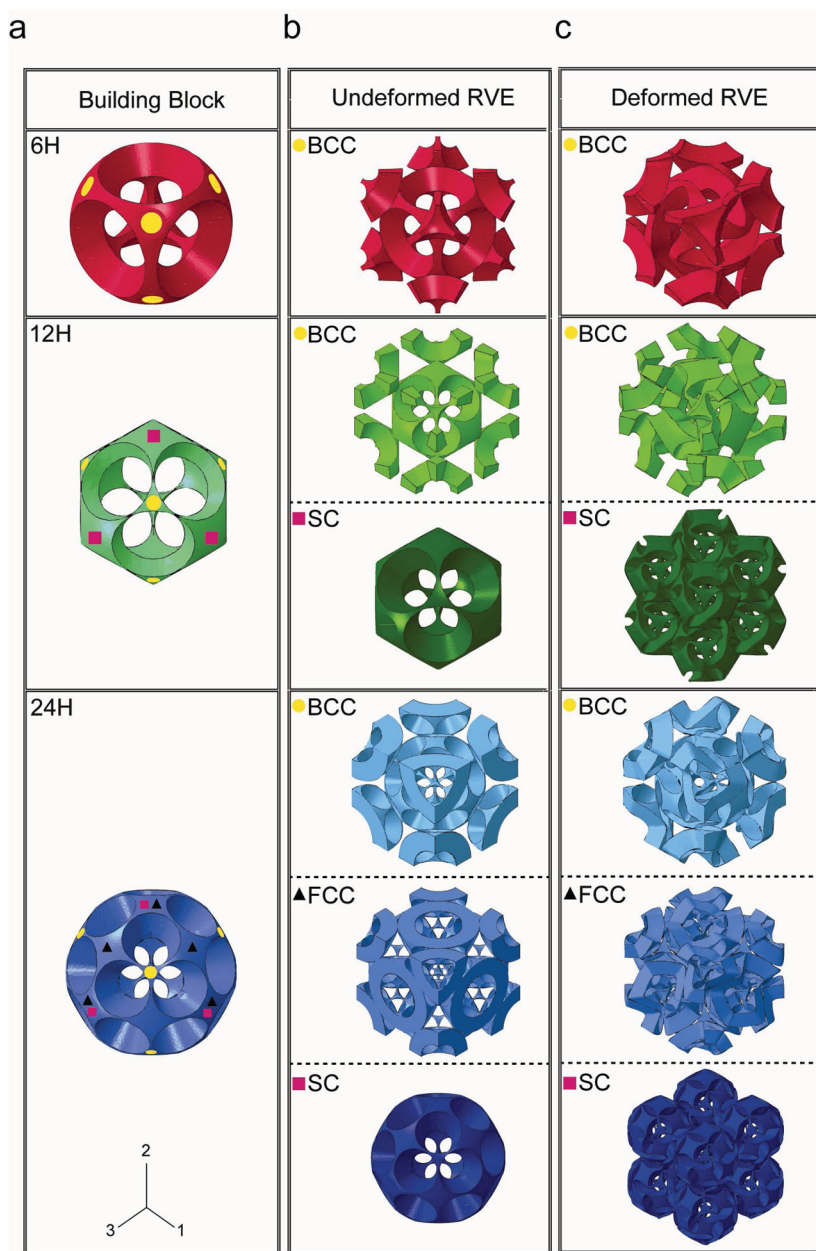 a
b
c
Building Block
Undeformed RVE
Deformed RVE
6H
BCC
BCC
12H
BCC
BCC
SC
SC
24H
BCC
BCC
FCC
FCC
SC
SC
2
3
1